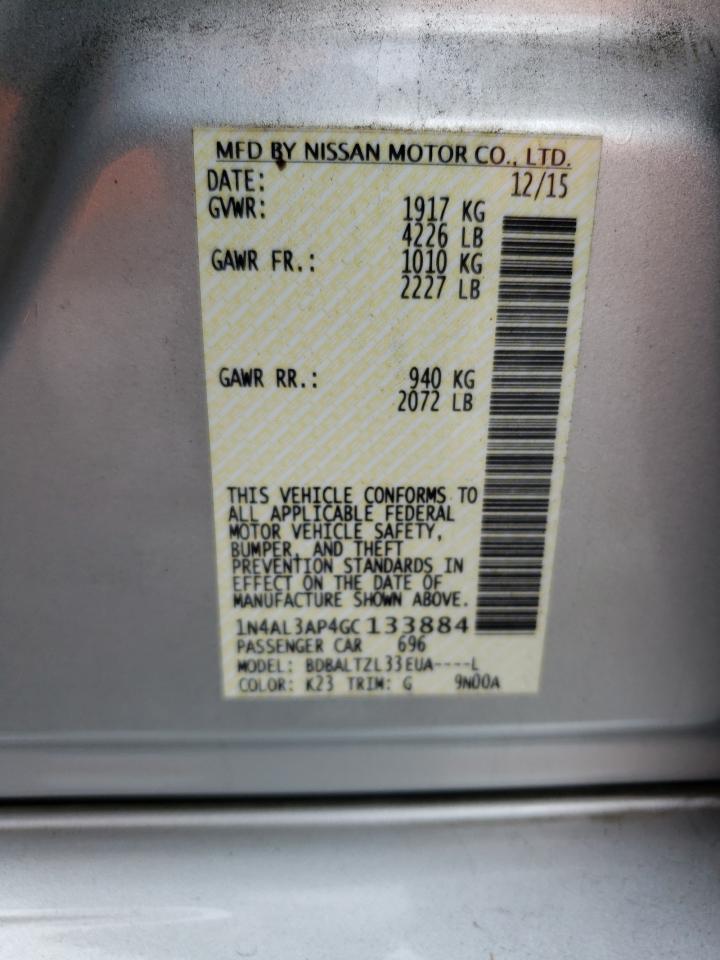 MFD BY NISSAN MOTOR CO., LTD.
DATE: 12/15
GVWR: 1917 KG
4226 LB
GAWR FR.: 1010 KG
2227 LB
GAWR RR.: 940 KG
2072 LB
THIS VEHICLE CONFORMS TO
ALL APPLICABLE FEDERAL
MOTOR VEHICLE SAFETY,
BUMPER, AND THEFT
PREVENTION STANDARDS IN
EFFECT ON THE DATE OF
MANUFACTURE SHOWN ABOVE.
1N4AL3AP4GC133884
PASSENGER CAR 696
MODEL: BDBALTZL33EUA----L
COLOR: K23 TRIM: G 9N00A